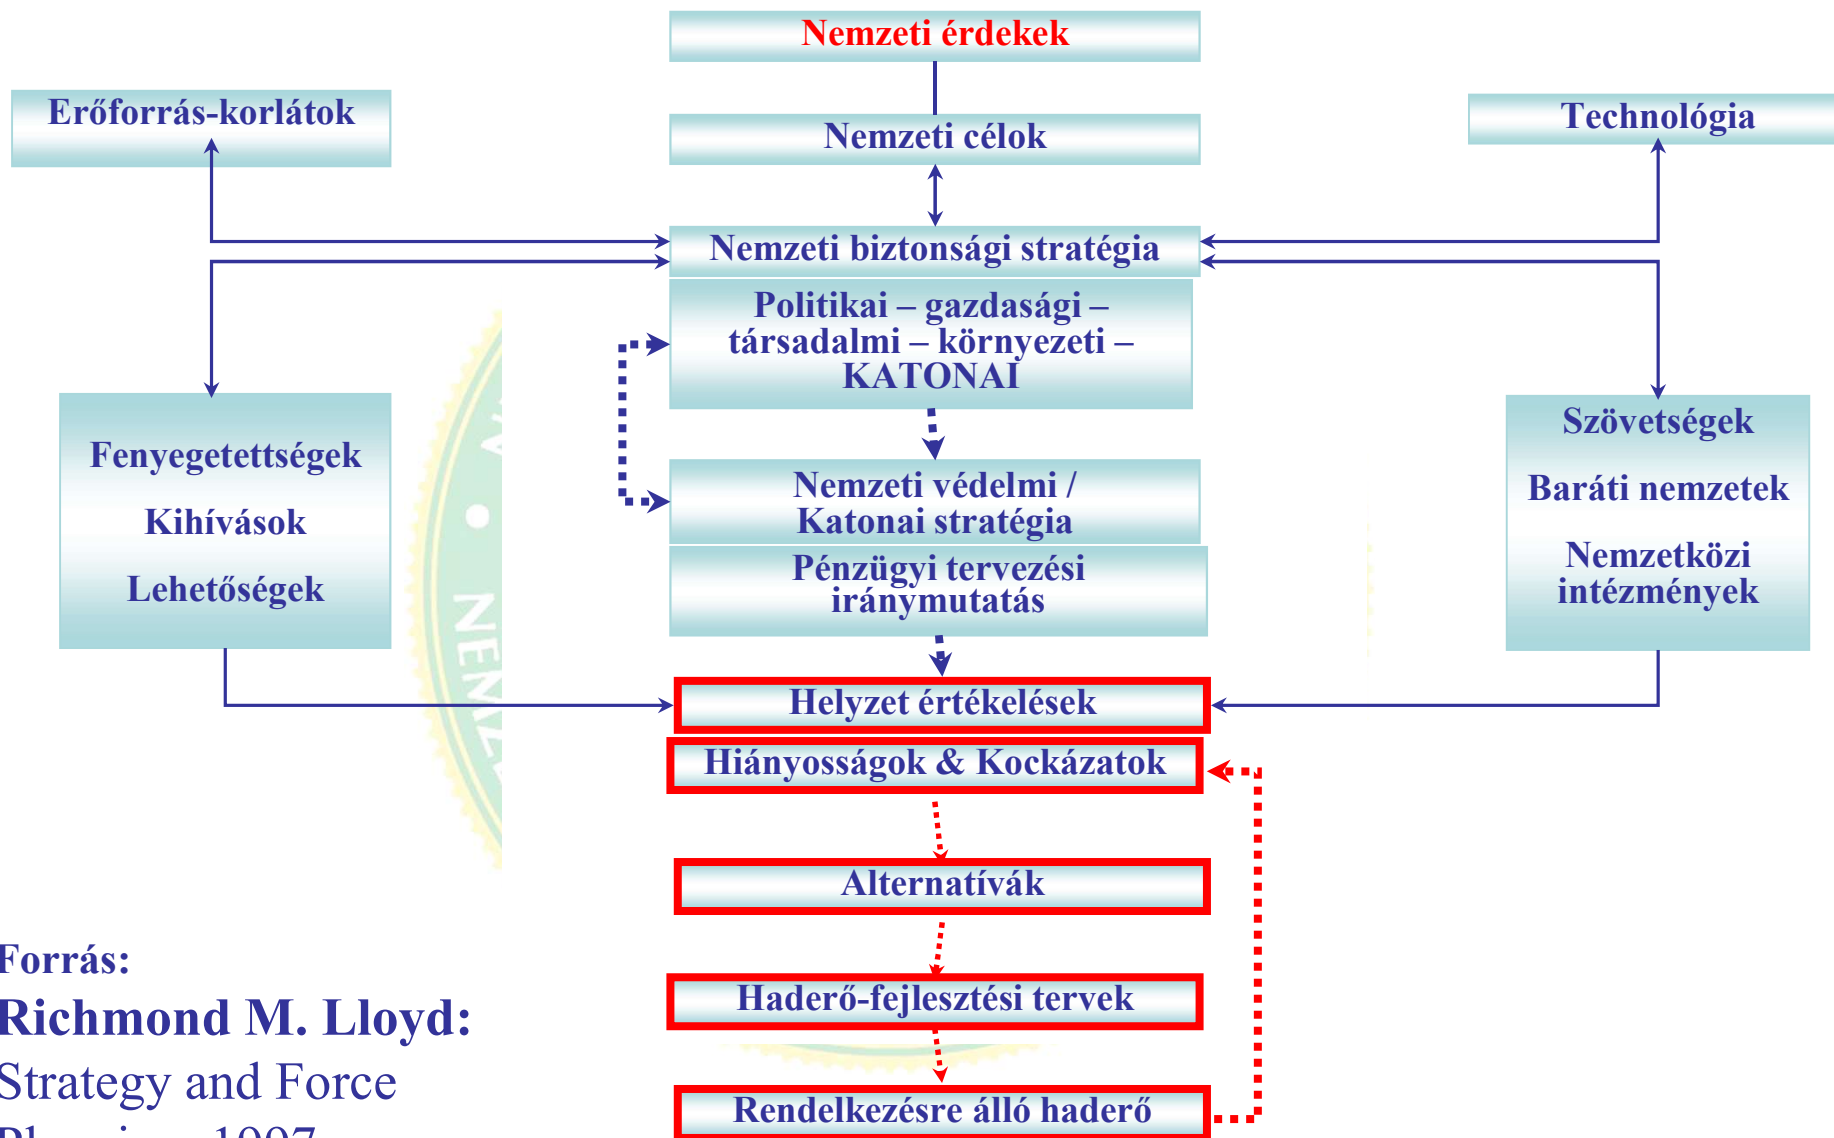 Nemzeti érdekek
Erőforrás-korlátok
Nemzeti célok
Technológia
Nemzeti biztonsági stratégia
Politikai – gazdasági –
társadalmi – környezeti –
KATONAI
Fenyegetettségek
Kihívások
Lehetőségek
Nemzeti védelmi /
Katonai stratégia
Pénzügyi tervezési
iránymutatás
Szövetségek
Baráti nemzetek
Nemzetközi
intézmények
Helyzet értékelések
Hiányosságok & Kockázatok
Alternatívák
Haderő-fejlesztési tervek
Rendelkezésre álló haderő
Forrás:
Richmond M. Lloyd:
Strategy and Force